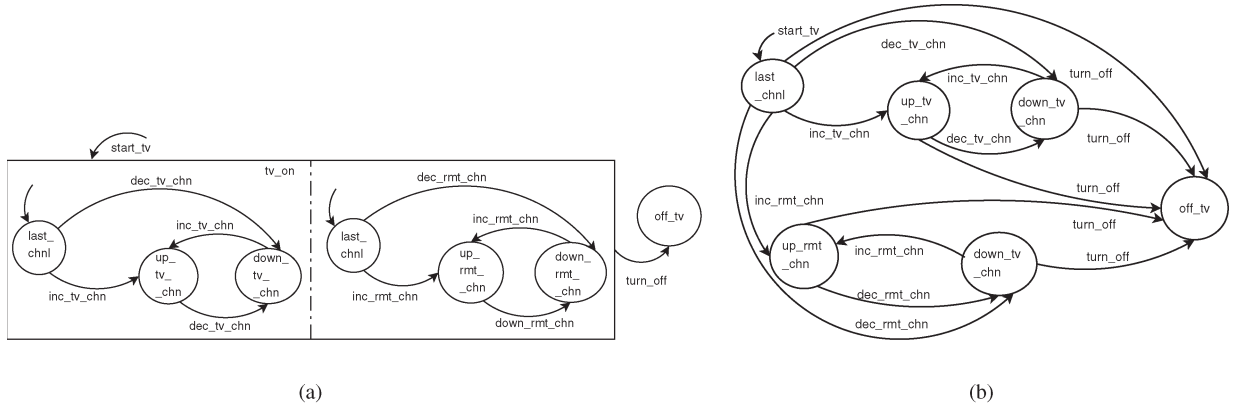 start_tv
tv_on
dec_tv_chn
inc_tv_chn
last_
chnl
up_
tv_
_chn
down_
tv_
_chn
inc_tv_chn
dec_tv_chn
dec_rmt_chn
inc_rmt_chn
last_
chnl
up_
rmt_
_chn
down_
rmt_
_chn
inc_rmt_chn
down_rmt_chn
off_tv
turn_off
(a)
start_tv
last
_chnl
dec_tv_chn
inc_tv_chn
turn_off
up_tv
_chn
down_tv
_chn
inc_tv_chn
dec_tv_chn
turn_off
turn_off
inc_rmt_chn
off_tv
turn_off
up_rmt
_chn
inc_rmt_chn
down_tv
_chn
turn_off
dec_rmt_chn
dec_rmt_chn
(b)